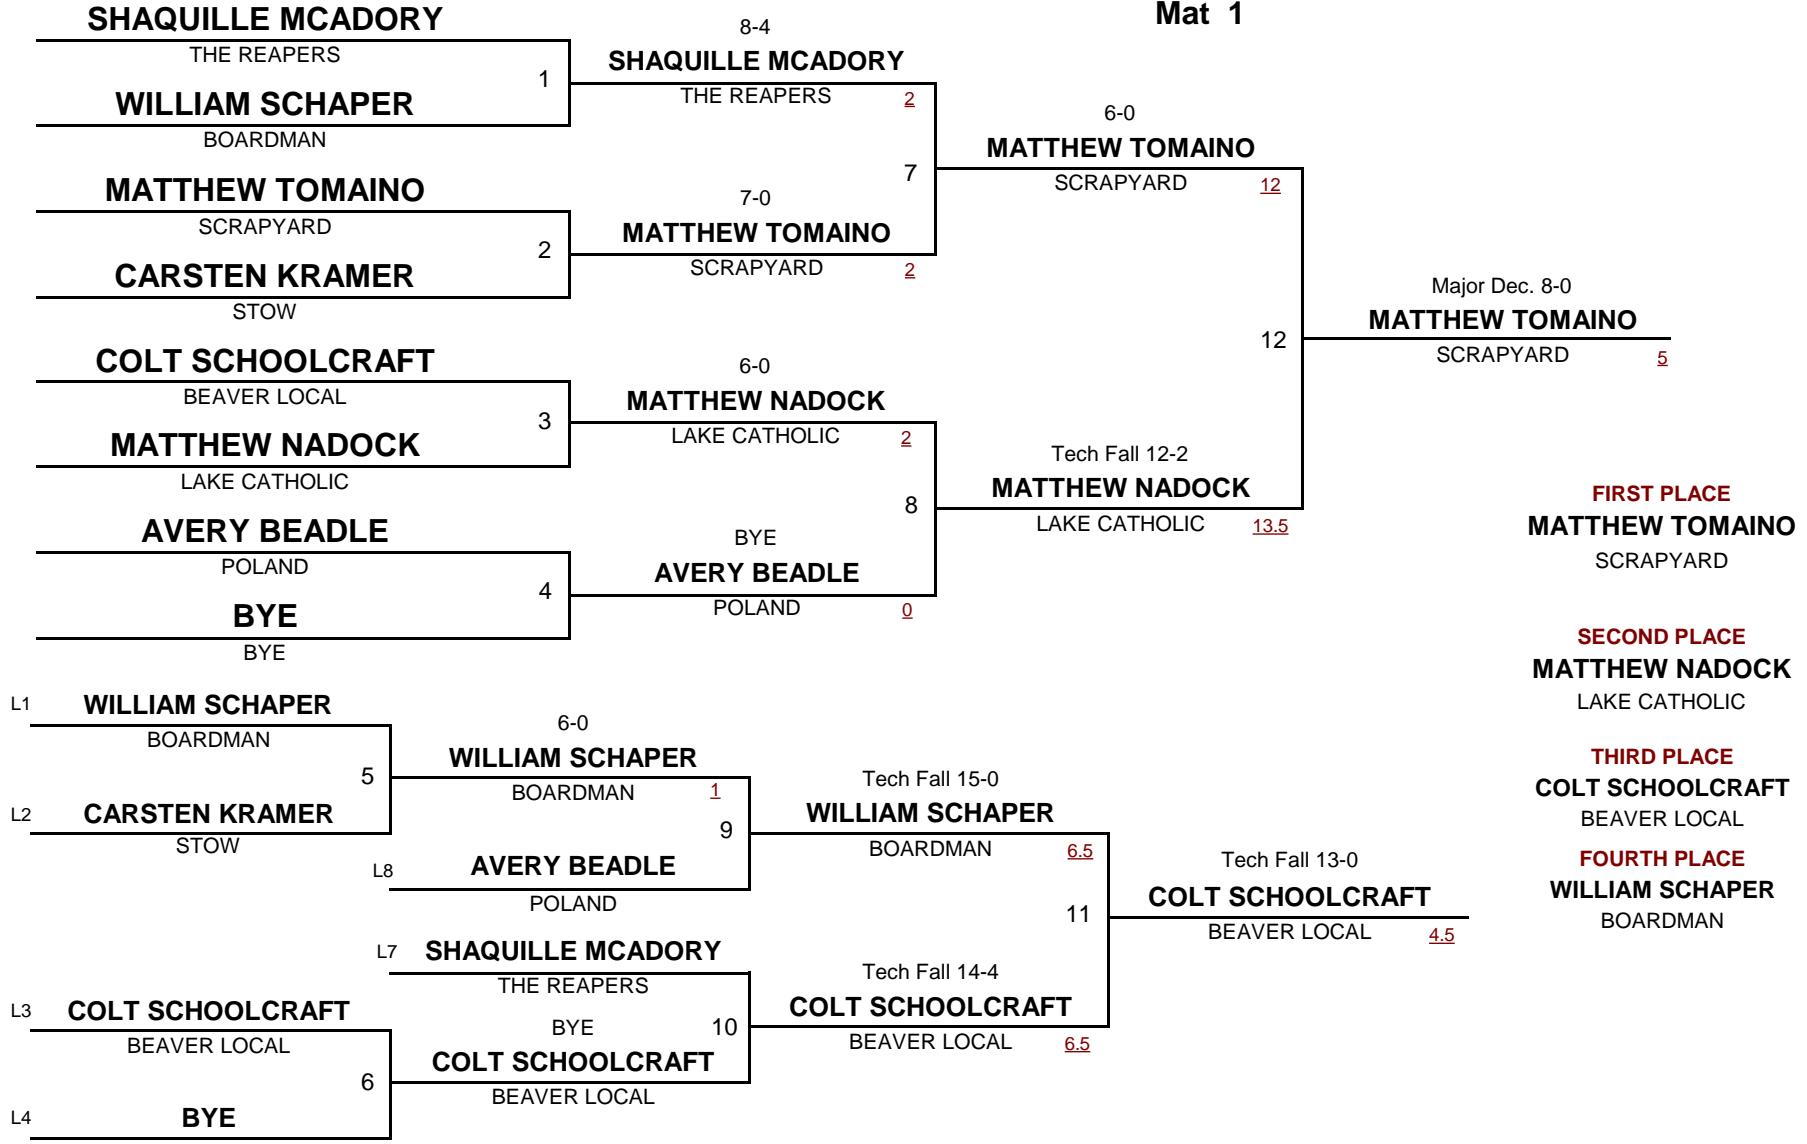 Mat 1
SHAQUILLE MCADORY
THE REAPERS
1
WILLIAM SCHAPER
BOARDMAN
MATTHEW TOMAINO
SCRAPYARD
2
CARSTEN KRAMER
STOW
COLT SCHOOLCRAFT
BEAVER LOCAL
3
MATTHEW NADOCK
LAKE CATHOLIC
AVERY BEADLE
POLAND
4
BYE
BYE
8-4
SHAQUILLE MCADORY
THE REAPERS 2
7
7-0
MATTHEW TOMAINO
SCRAPYARD 2
6-0
MATTHEW NADOCK
LAKE CATHOLIC 2
8
BYE
AVERY BEADLE
POLAND 0
6-0
MATTHEW TOMAINO
SCRAPYARD 12
12
Tech Fall 12-2
MATTHEW NADOCK
LAKE CATHOLIC 13.5
Major Dec. 8-0
MATTHEW TOMAINO
SCRAPYARD 5
L1 WILLIAM SCHAPER
BOARDMAN
5
L2 CARSTEN KRAMER
STOW
L3 COLT SCHOOLCRAFT
BEAVER LOCAL
6
L4 BYE
6-0
WILLIAM SCHAPER
BOARDMAN 1
9
L8 AVERY BEADLE
POLAND
L7 SHAQUILLE MCADORY
THE REAPERS
BYE 10
COLT SCHOOLCRAFT
BEAVER LOCAL
Tech Fall 15-0
WILLIAM SCHAPER
BOARDMAN 6.5
11
Tech Fall 14-4
COLT SCHOOLCRAFT
BEAVER LOCAL 6.5
Tech Fall 13-0
COLT SCHOOLCRAFT
BEAVER LOCAL 4.5
FIRST PLACE
MATTHEW TOMAINO
SCRAPYARD
SECOND PLACE
MATTHEW NADOCK
LAKE CATHOLIC
THIRD PLACE
COLT SCHOOLCRAFT
BEAVER LOCAL
FOURTH PLACE
WILLIAM SCHAPER
BOARDMAN